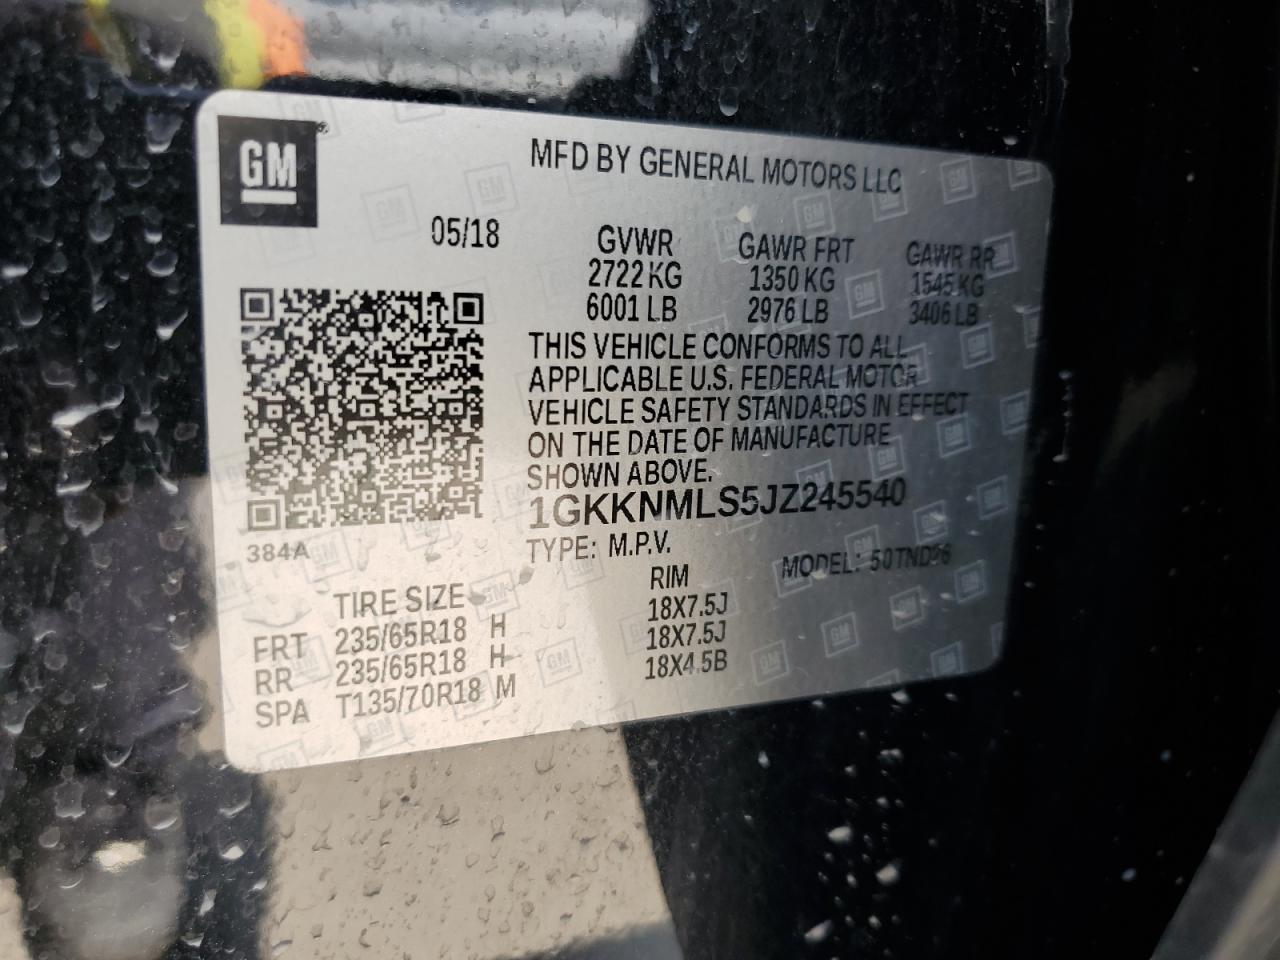 GM
MFD BY GENERAL MOTORS LLC
05/18
GVWR GAWR FRT GAWR RR
2722 KG 1350 KG 1545 KG
6001 LB 2976 LB 3406 LB
THIS VEHICLE CONFORMS TO ALL
APPLICABLE U.S. FEDERAL MOTOR
VEHICLE SAFETY STANDARDS IN EFFECT
ON THE DATE OF MANUFACTURE
SHOWN ABOVE.
1GKKNMLS5JZ245540
384A
TYPE: M.P.V. MODEL:
TIRE SIZE RIM
FRT 235/65R18 H 18X7.5J
RR 235/65R18 H 18X7.5J
SPA T135/70R18 M 18X4.5B